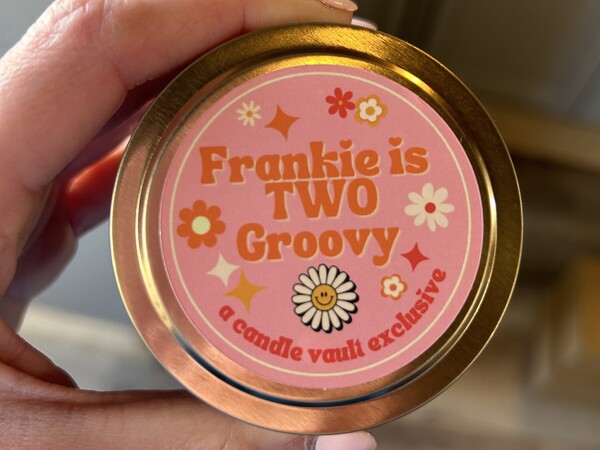 Frankie is
TWO
Groovy
a candle vault exclusive